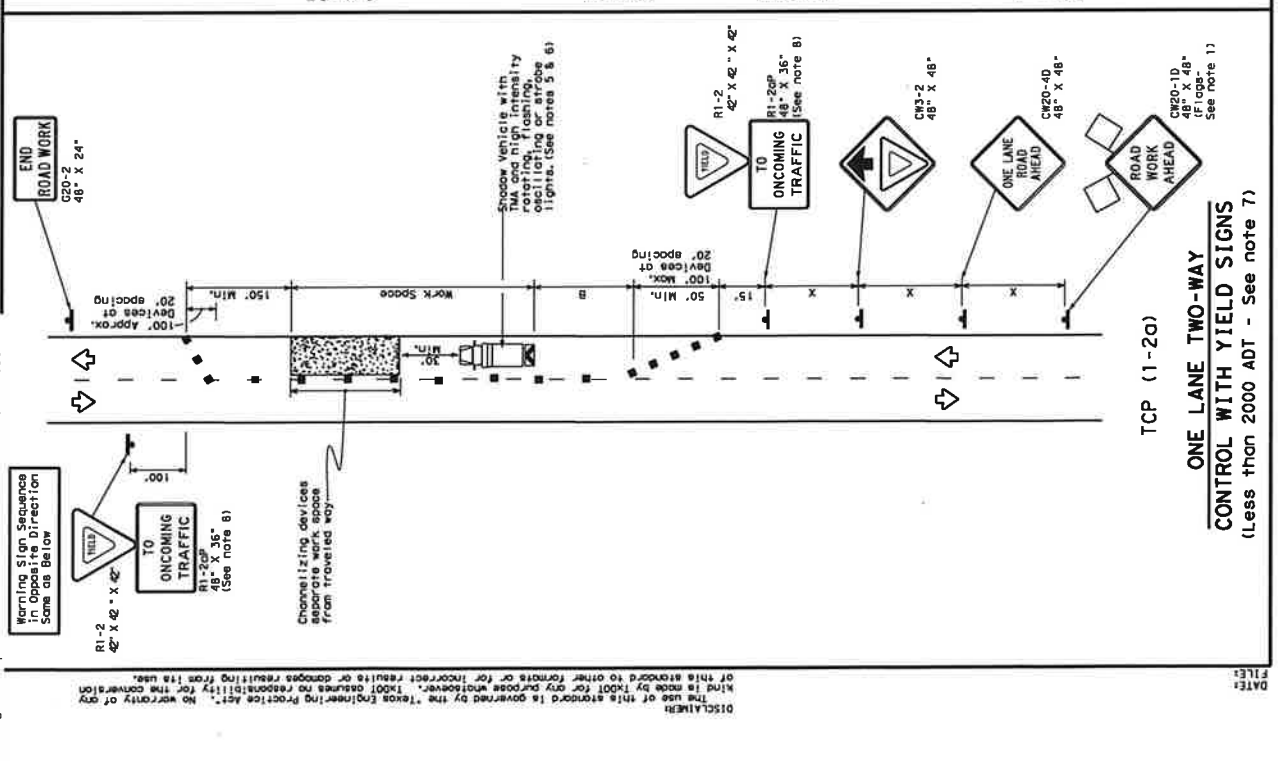 Warning Sign Sequence
in Opposite Direction
Same as Below
R1-2
42" X 42" X 42"
YIELD
TO
ONCOMING
TRAFFIC
R1-2aP
48" X 36"
(See note 8)
100'
Channelizing devices
separate work space
from traveled way
END
ROAD WORK
G20-2
48" X 24"
100' Approx.
Devices at
20' spacing
150' Min.
Work Space
30'
Min.
Shadow Vehicle with
TMA and high intensity
rotating, flashing,
oscillating or strobe
lights. (See notes 5 & 6)
B
50' Min.
100' Max.
Devices at
20' spacing
15'
X
X
X
R1-2
42" X 42" X 42"
YIELD
TO
ONCOMING
TRAFFIC
R1-2aP
48" X 36"
(See note 8)
CW3-2
48" X 48"
ONE LANE
ROAD
AHEAD
CW20-4D
48" X 48"
ROAD
WORK
AHEAD
CW20-1D
48" X 48"
(Flags-
See note 1)
TCP (1-2a)
ONE LANE TWO-WAY
CONTROL WITH YIELD SIGNS
(Less than 2000 ADT - See note 7)
DISCLAIMER:
The use of this standard is governed by the "Texas Engineering Practice Act". No warranty of any
kind is made by TxDOT for any purpose whatsoever. TxDOT assumes no responsibility for the conversion
of this standard to other formats or for incorrect results or damages resulting from its use.
DATE:
FILE: